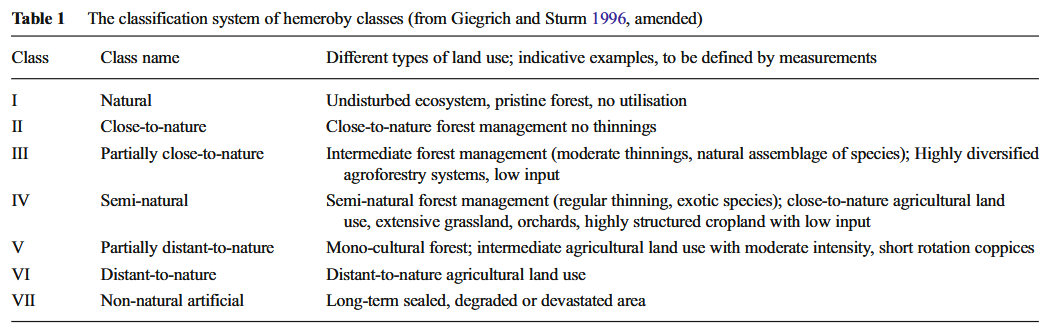 Table 1 The classification system of hemeroby classes (from Giegrich and Sturm 1996, amended)
Class Class name Different types of land use; indicative examples, to be defined by measurements
I Natural Undisturbed ecosystem, pristine forest, no utilisation
II Close-to-nature Close-to-nature forest management no thinnings
III Partially close-to-nature Intermediate forest management (moderate thinnings, natural assemblage of species); Highly diversified
agroforestry systems, low input
IV Semi-natural Semi-natural forest management (regular thinning, exotic species); close-to-nature agricultural land
use, extensive grassland, orchards, highly structured cropland with low input
V Partially distant-to-nature Mono-cultural forest; intermediate agricultural land use with moderate intensity, short rotation coppices
VI Distant-to-nature Distant-to-nature agricultural land use
VII Non-natural artificial Long-term sealed, degraded or devastated area